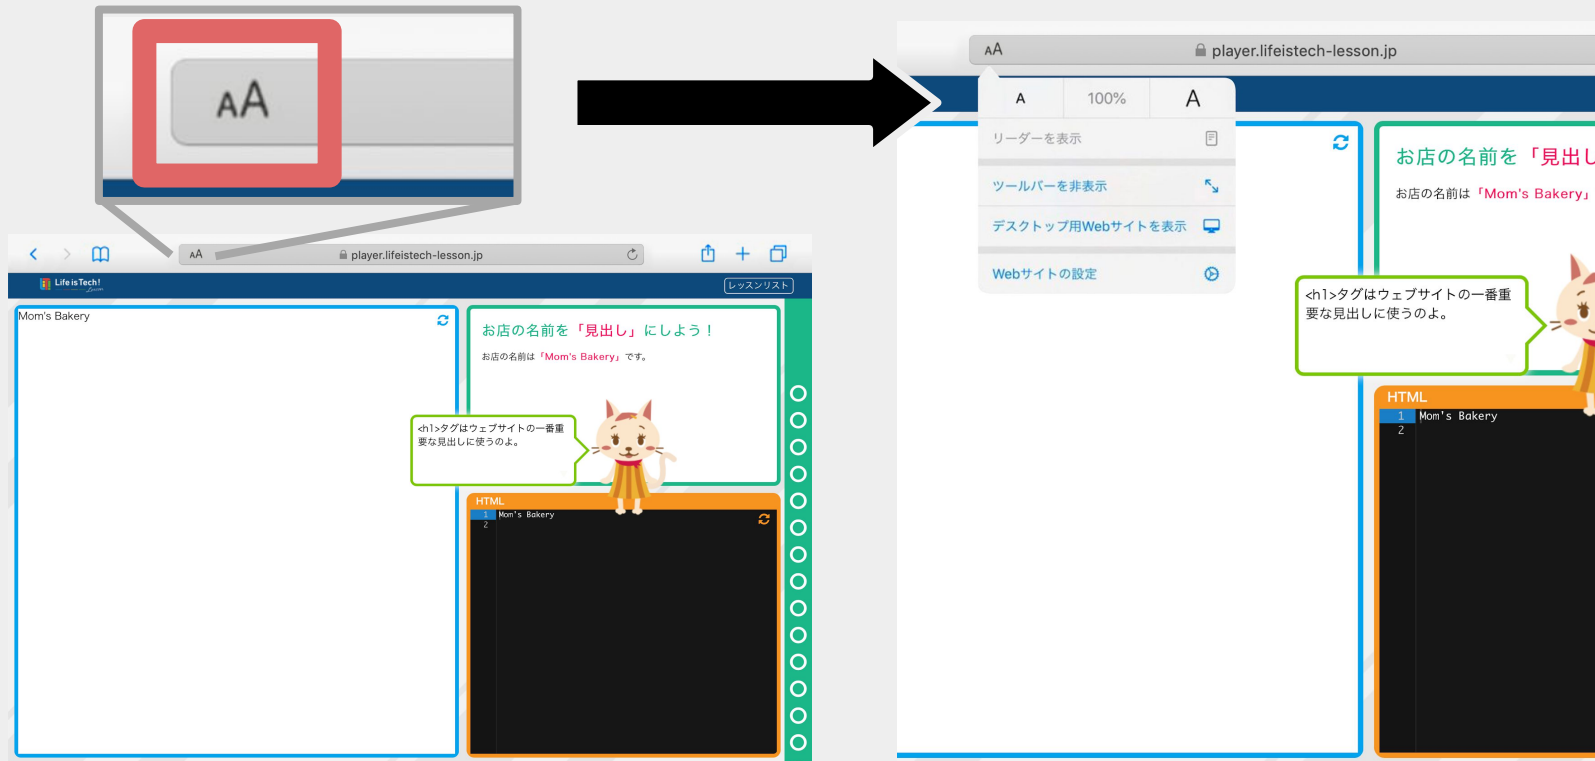 AA
AA
player.lifeistech-lesson.jp
Life is Tech!
Lesson
レッスンリスト
Mom's Bakery
お店の名前を「見出し」にしよう！
お店の名前は「Mom's Bakery」です。
<h1>タグはウェブサイトの一番重
要な見出しに使うのよ。
HTML
1 Mom's Bakery
2
AA
player.lifeistech-lesson.jp
A 100% A
リーダーを表示
ツールバーを非表示
デスクトップ用Webサイトを表示
Webサイトの設定
お店の名前を「見出し
お店の名前は「Mom's Bakery」
<h1>タグはウェブサイトの一番重
要な見出しに使うのよ。
HTML
1 Mom's Bakery
2